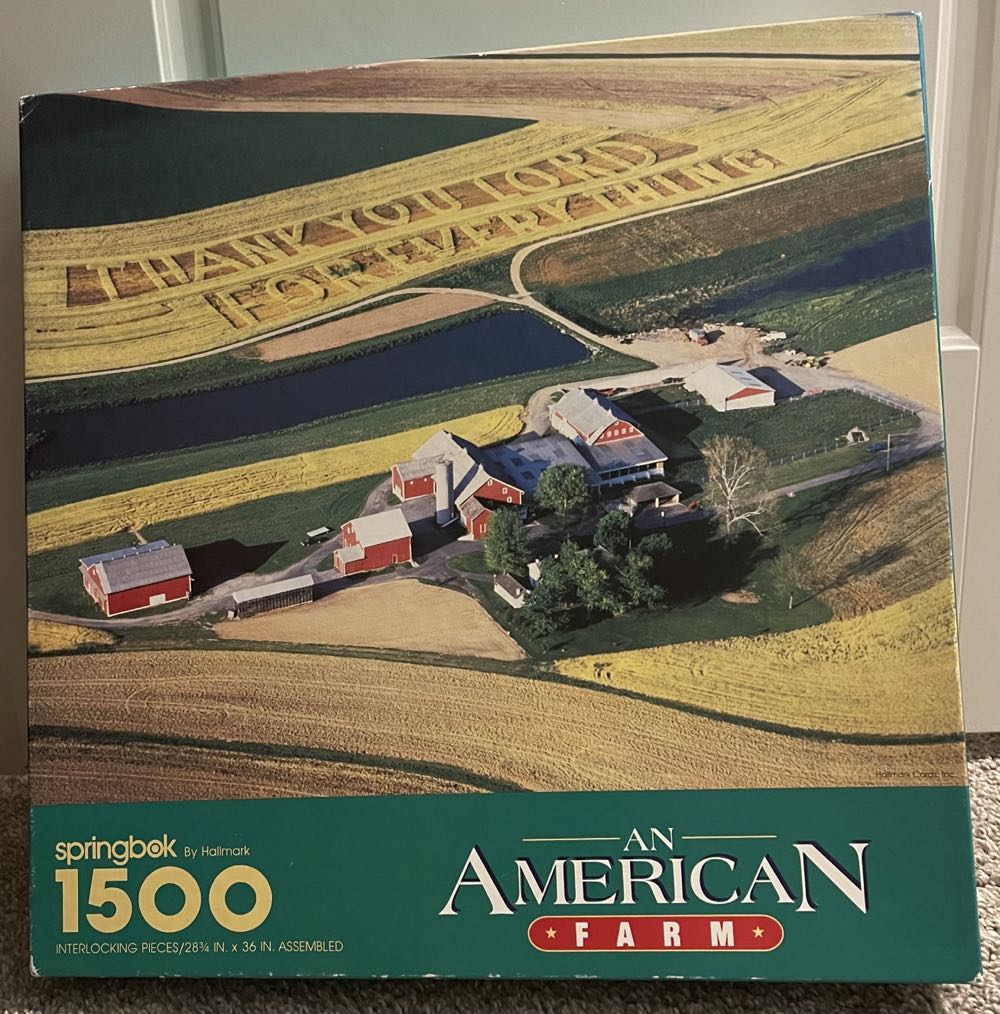 THANK YOU LORD
FOR EVERYTHING
Hallmark Cards, Inc.
springbok By Hallmark
1500
INTERLOCKING PIECES/28¾ IN. x 36 IN. ASSEMBLED
AN
AMERICAN
★ FARM ★